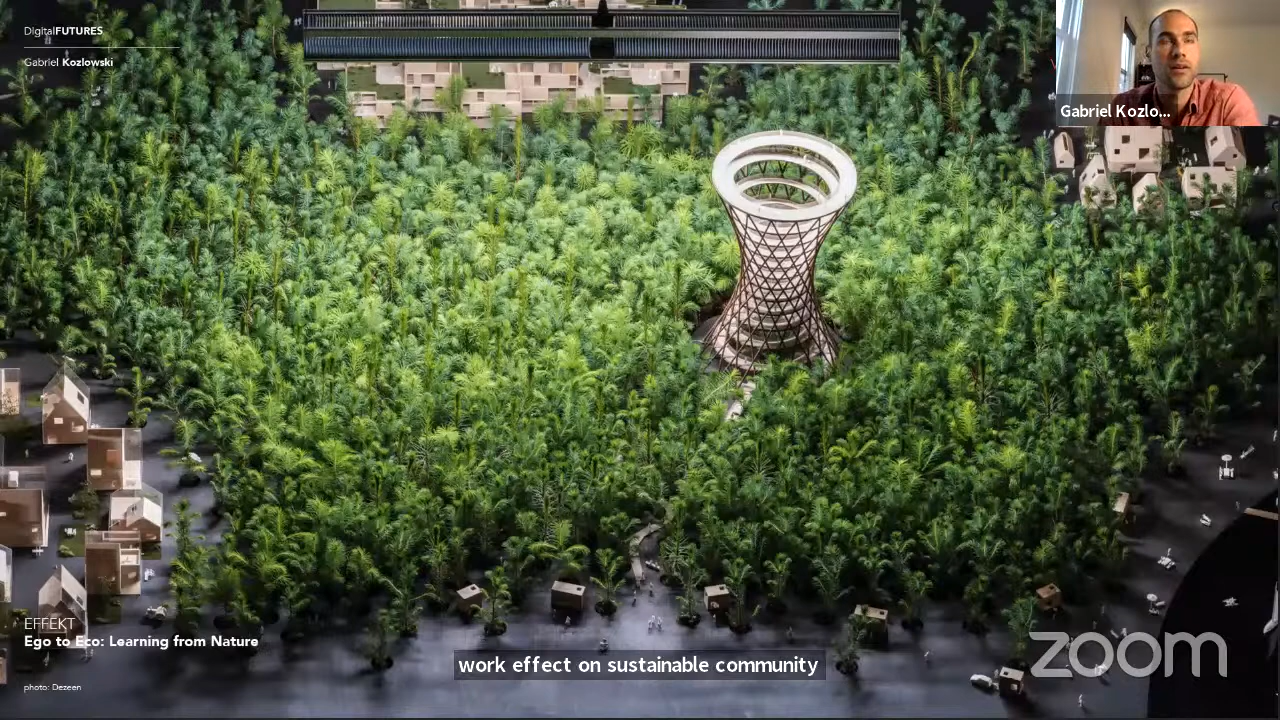 DigitalFUTURES
Gabriel Kozlowski
Gabriel Kozlo...
EFFEKT
Ego to Eco: Learning from Nature
photo: Dezeen
work effect on sustainable community
zoom